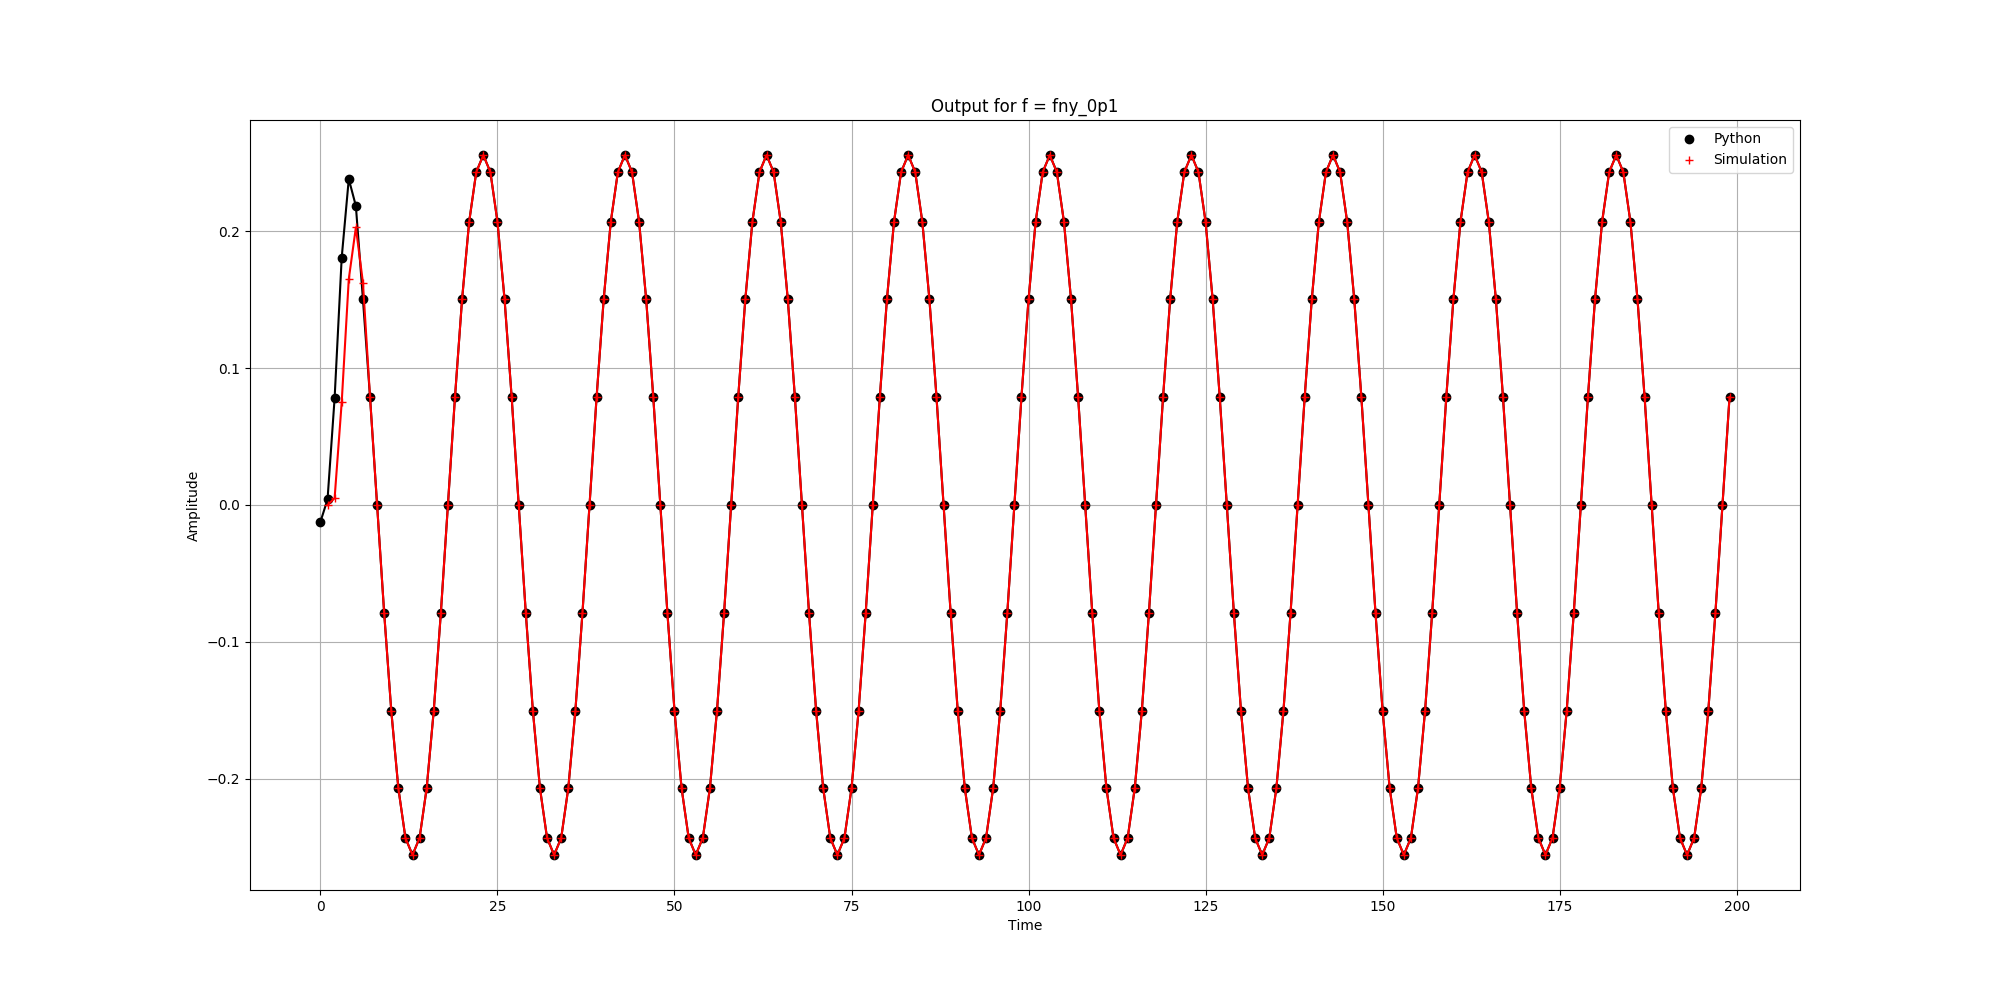 Output for f = fny_0p1
Python
Simulation
Amplitude
0.2
0.1
0.0
−0.1
−0.2
0 25 50 75 100 125 150 175 200
Time